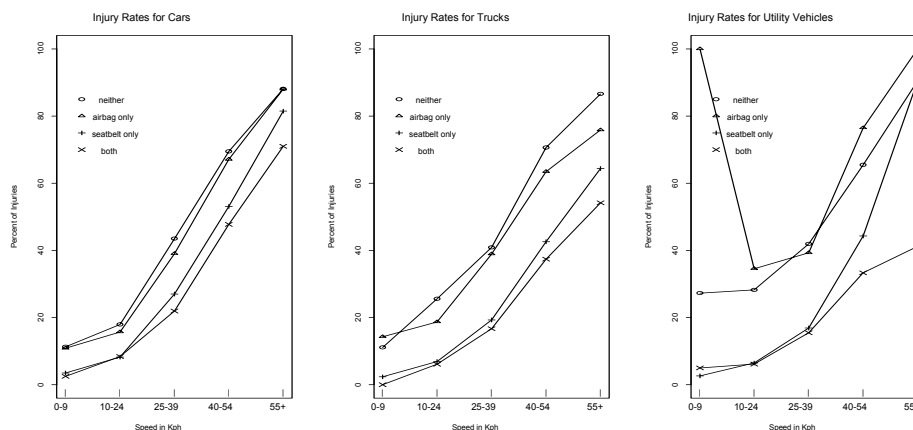 Injury Rates for Cars
Percent of Injuries
100
80
60
40
20
0
neither
airbag only
seatbelt only
both
0-9 10-24 25-39 40-54 55+
Speed in Kph
Injury Rates for Trucks
Percent of Injuries
100
80
60
40
20
0
neither
airbag only
seatbelt only
both
0-9 10-24 25-39 40-54 55+
Speed in Kph
Injury Rates for Utility Vehicles
Percent of Injuries
100
80
60
40
20
0
neither
airbag only
seatbelt only
both
0-9 10-24 25-39 40-54 55
Speed in Kph